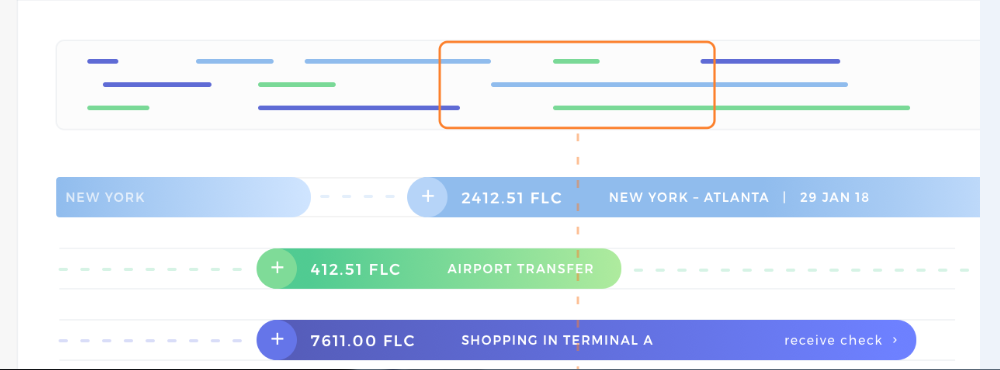 NEW YORK
+ 2412.51 FLC NEW YORK - ATLANTA | 29 JAN 18
+ 412.51 FLC AIRPORT TRANSFER
+ 7611.00 FLC SHOPPING IN TERMINAL A receive check ›